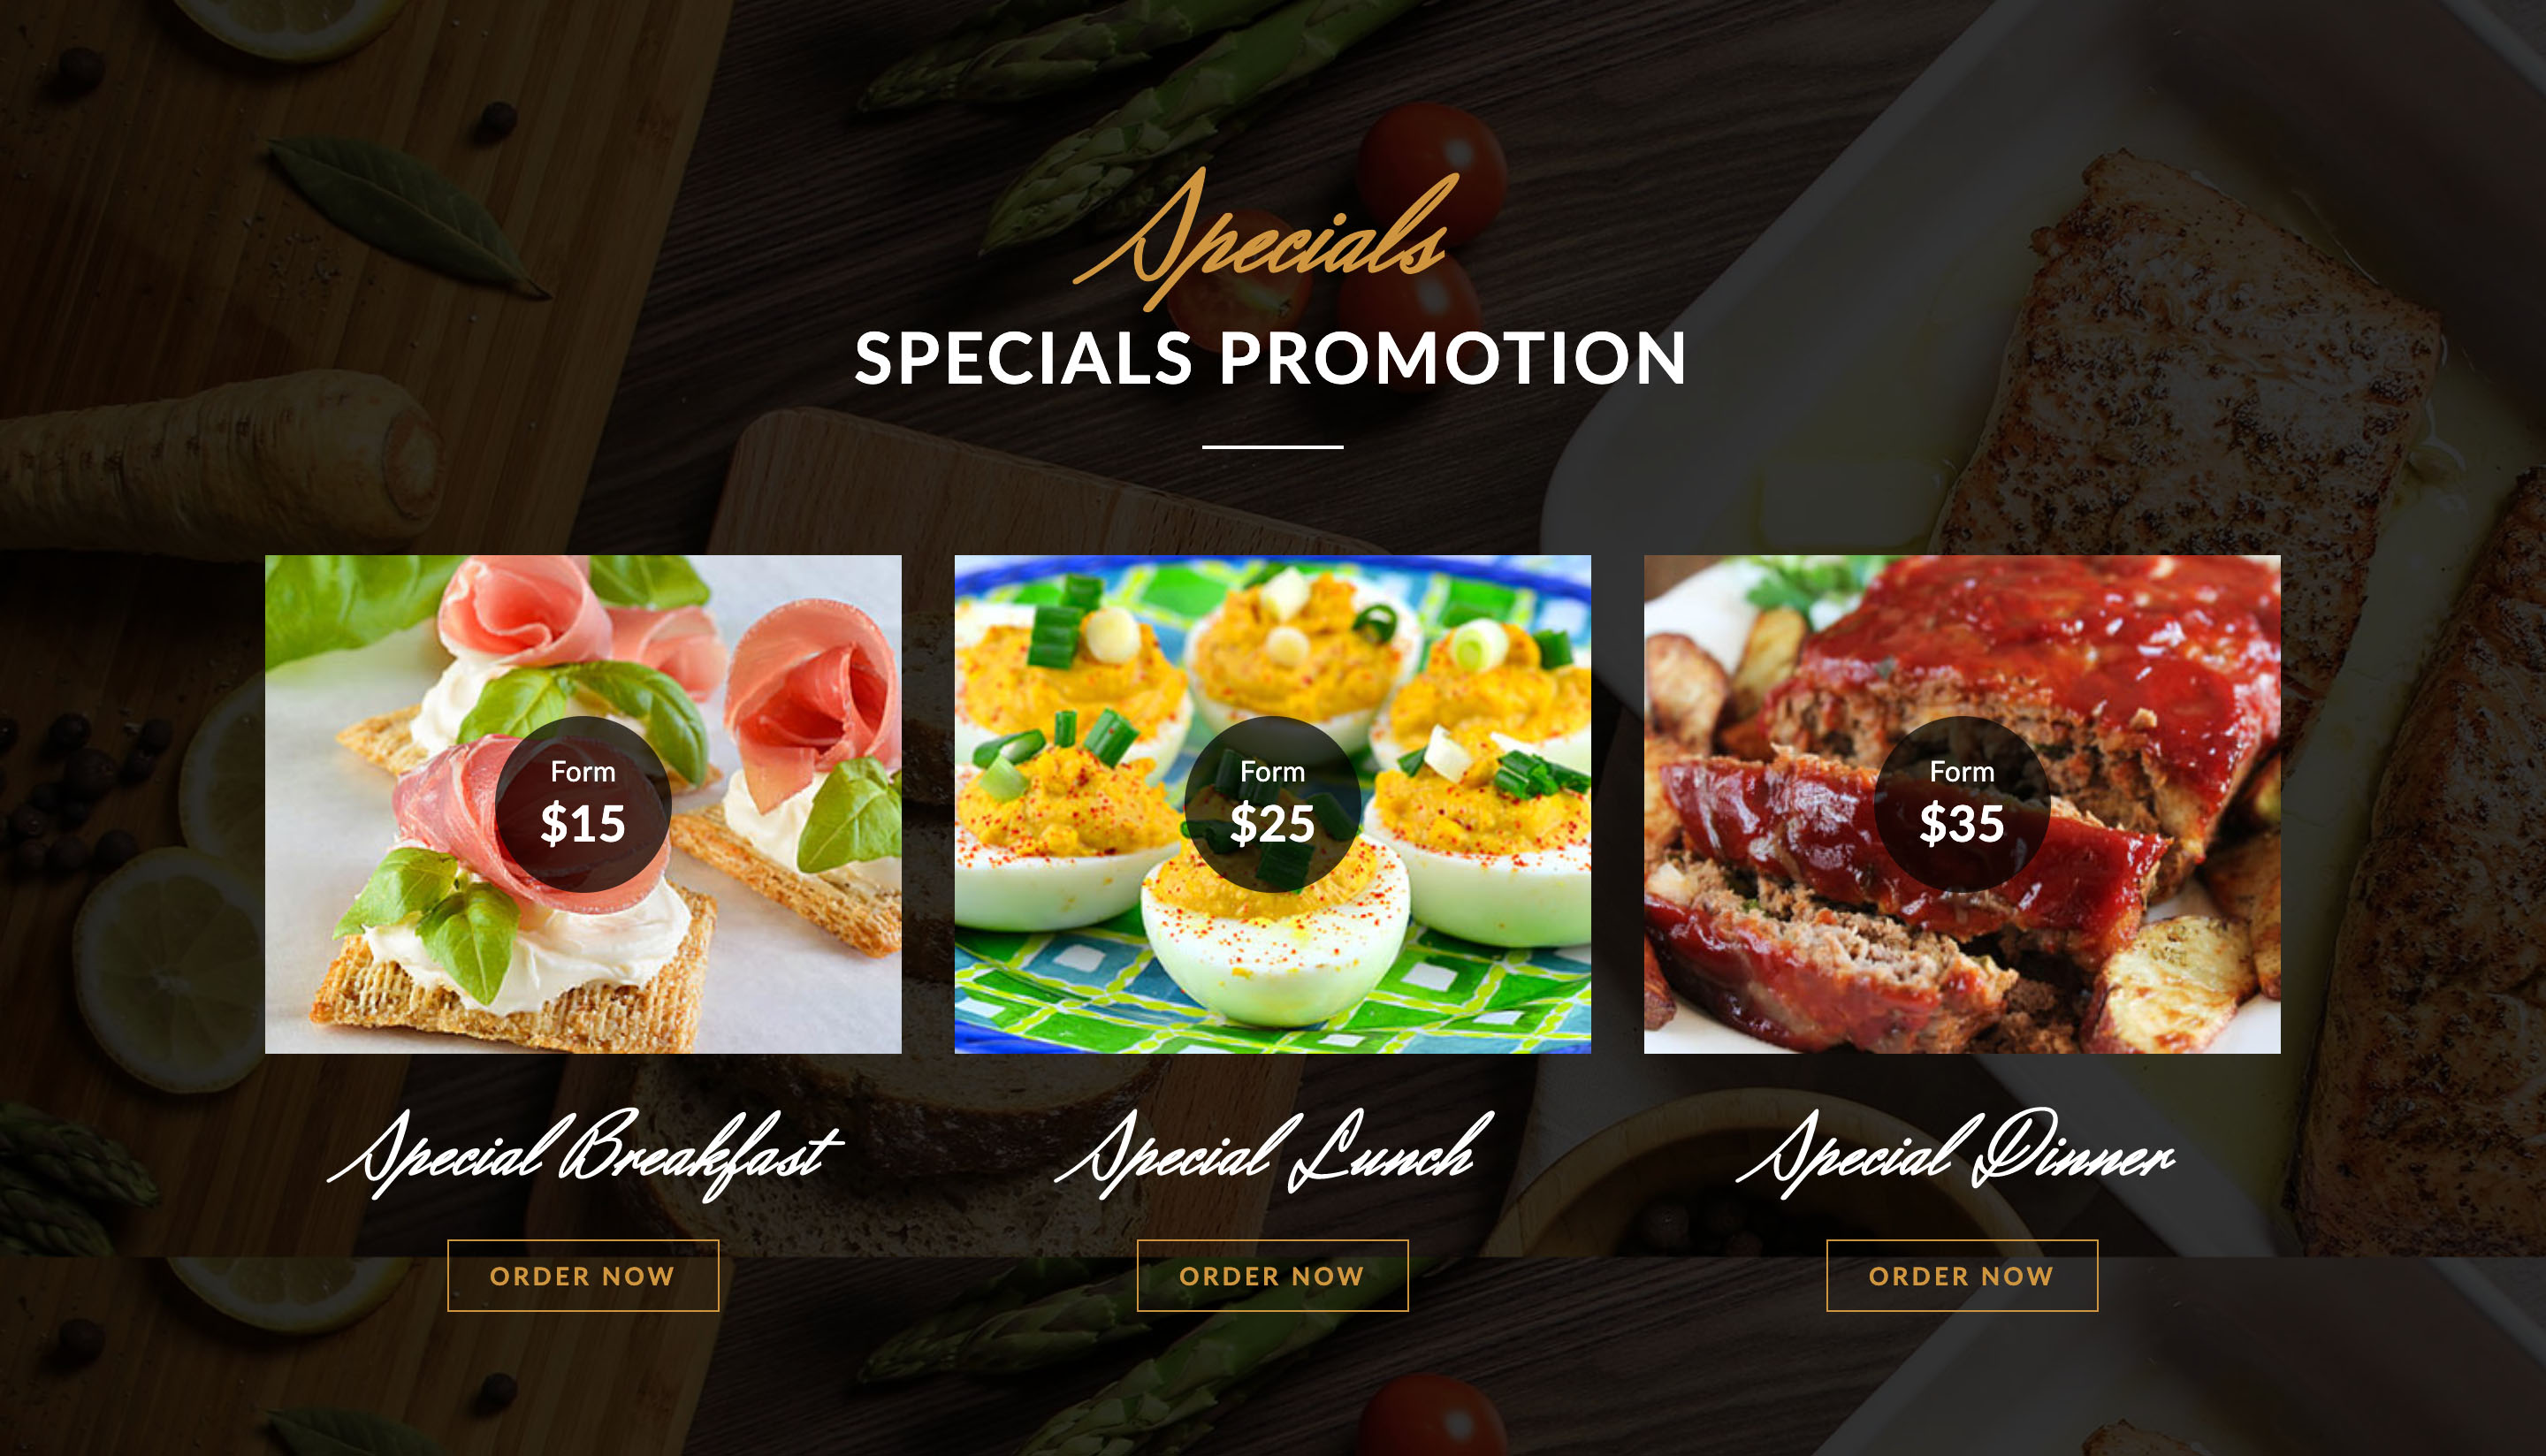 Specials
SPECIALS PROMOTION
Form
$15
Form
$25
Form
$35
Special Breakfast
Special Lunch
Special Dinner
ORDER NOW
ORDER NOW
ORDER NOW